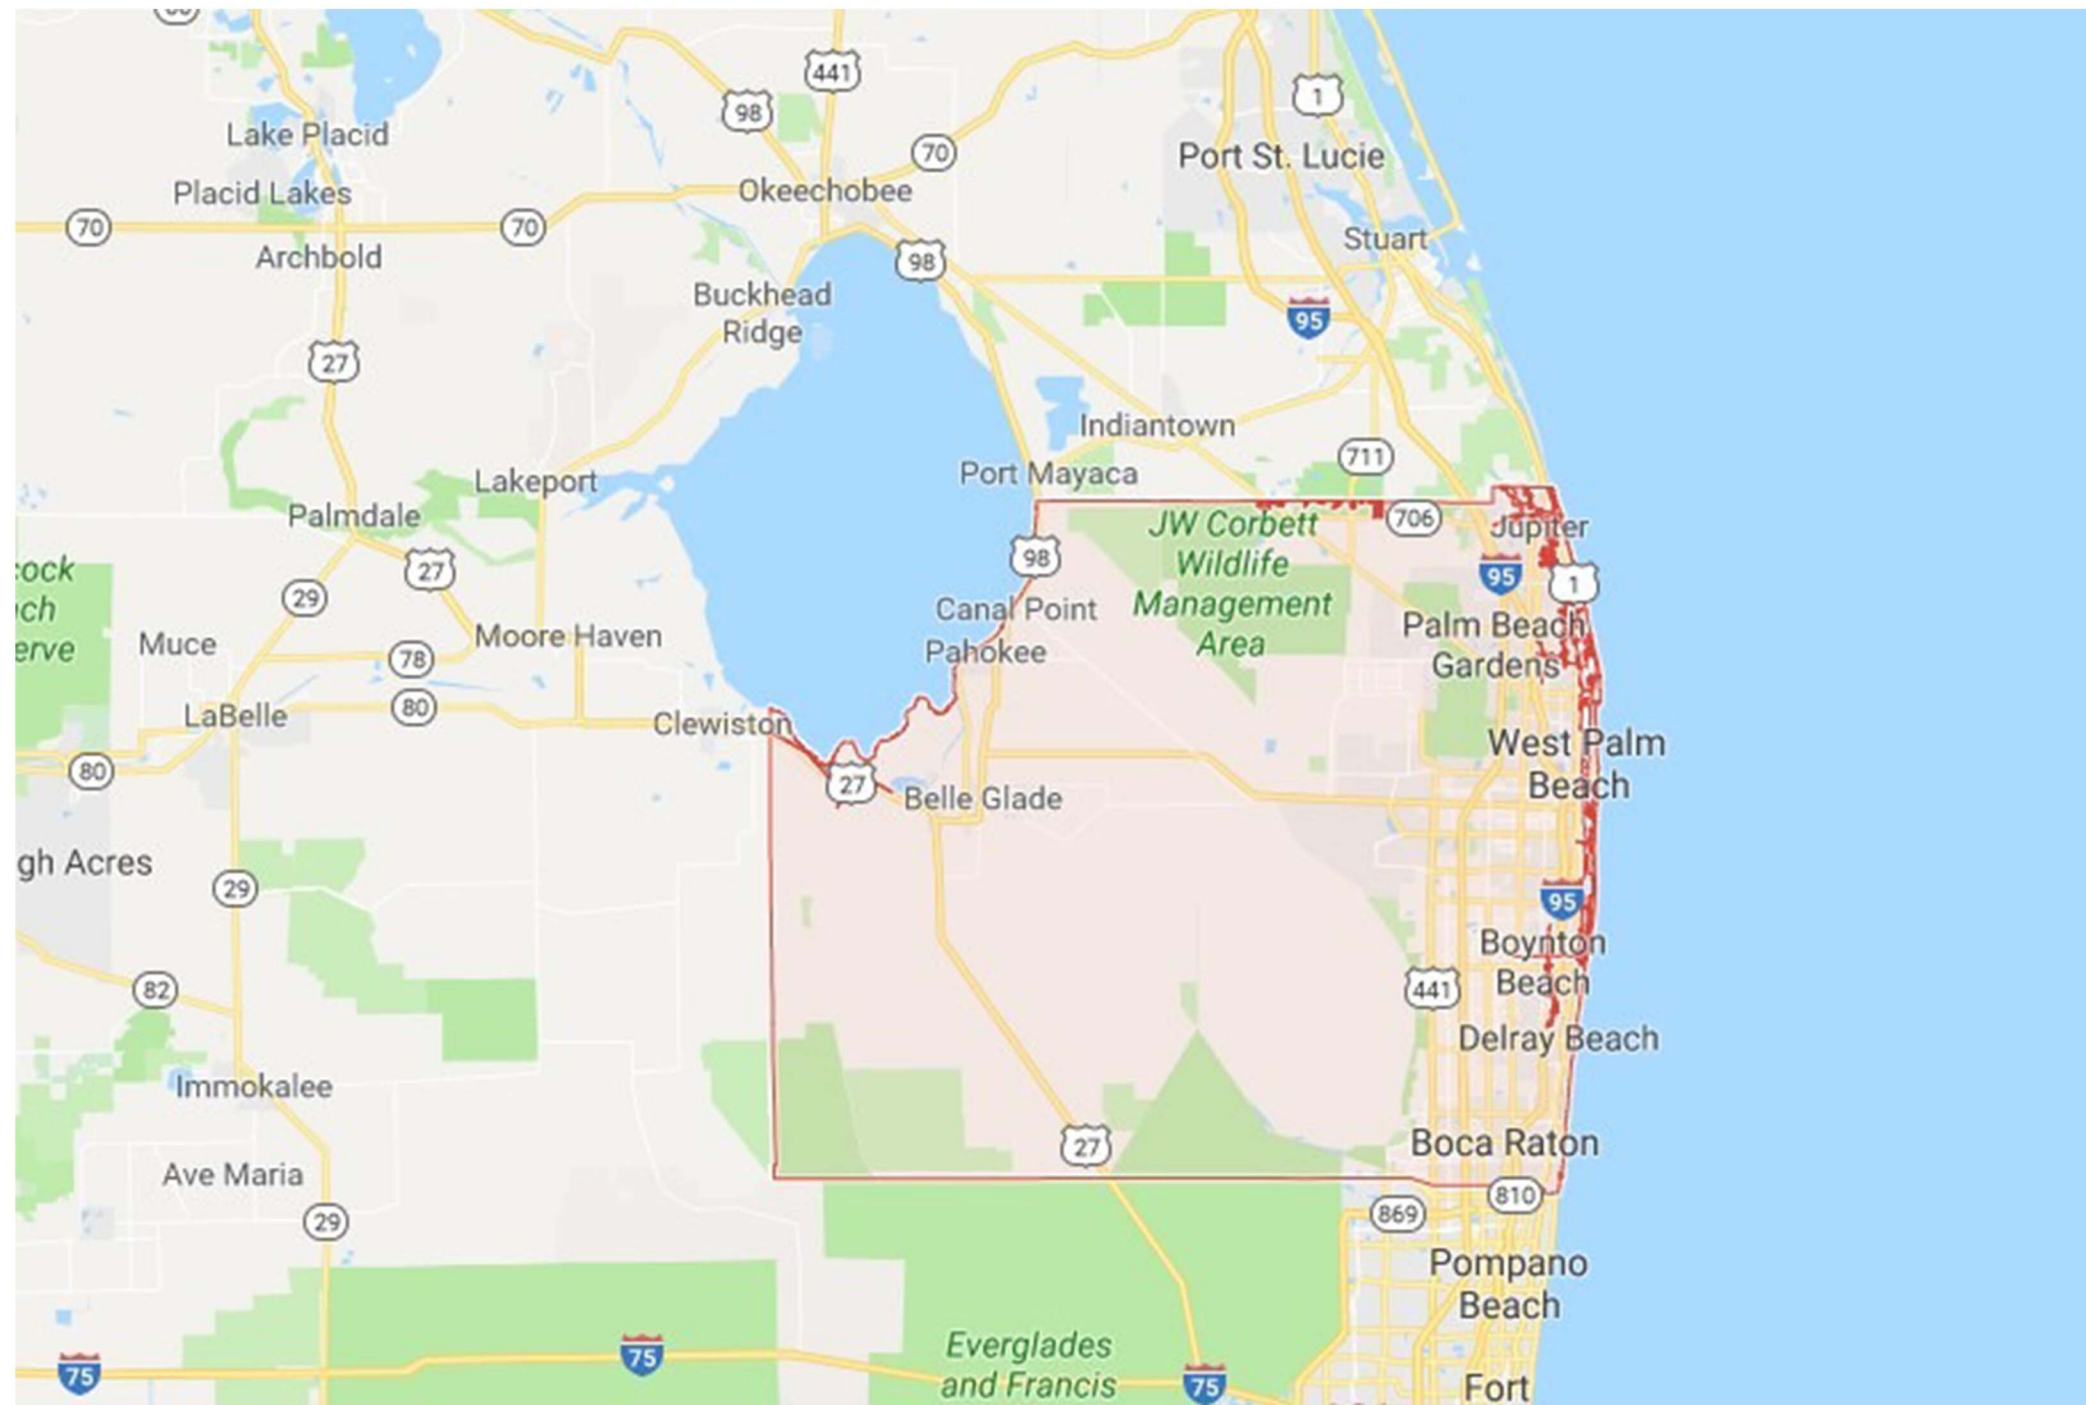 441
98
1
Lake Placid
70
Port St. Lucie
Placid Lakes
Okeechobee
70
70
Stuart
Archbold
98
Buckhead
Ridge
95
27
Indiantown
711
Port Mayaca
Lakeport
Palmdale
706
JW Corbett
Wildlife
Management
Area
Jupiter
98
27
95
1
cock
ch
erve
29
Canal Point
Palm Beach
Gardens
Muce
Moore Haven
78
Pahokee
80
LaBelle
Clewiston
West Palm
Beach
80
27
Belle Glade
gh Acres
29
95
Boynton
Beach
82
441
Delray Beach
Immokalee
27
Boca Raton
Ave Maria
810
29
869
Pompano
Beach
Everglades
and Francis
75
75
75
Fort